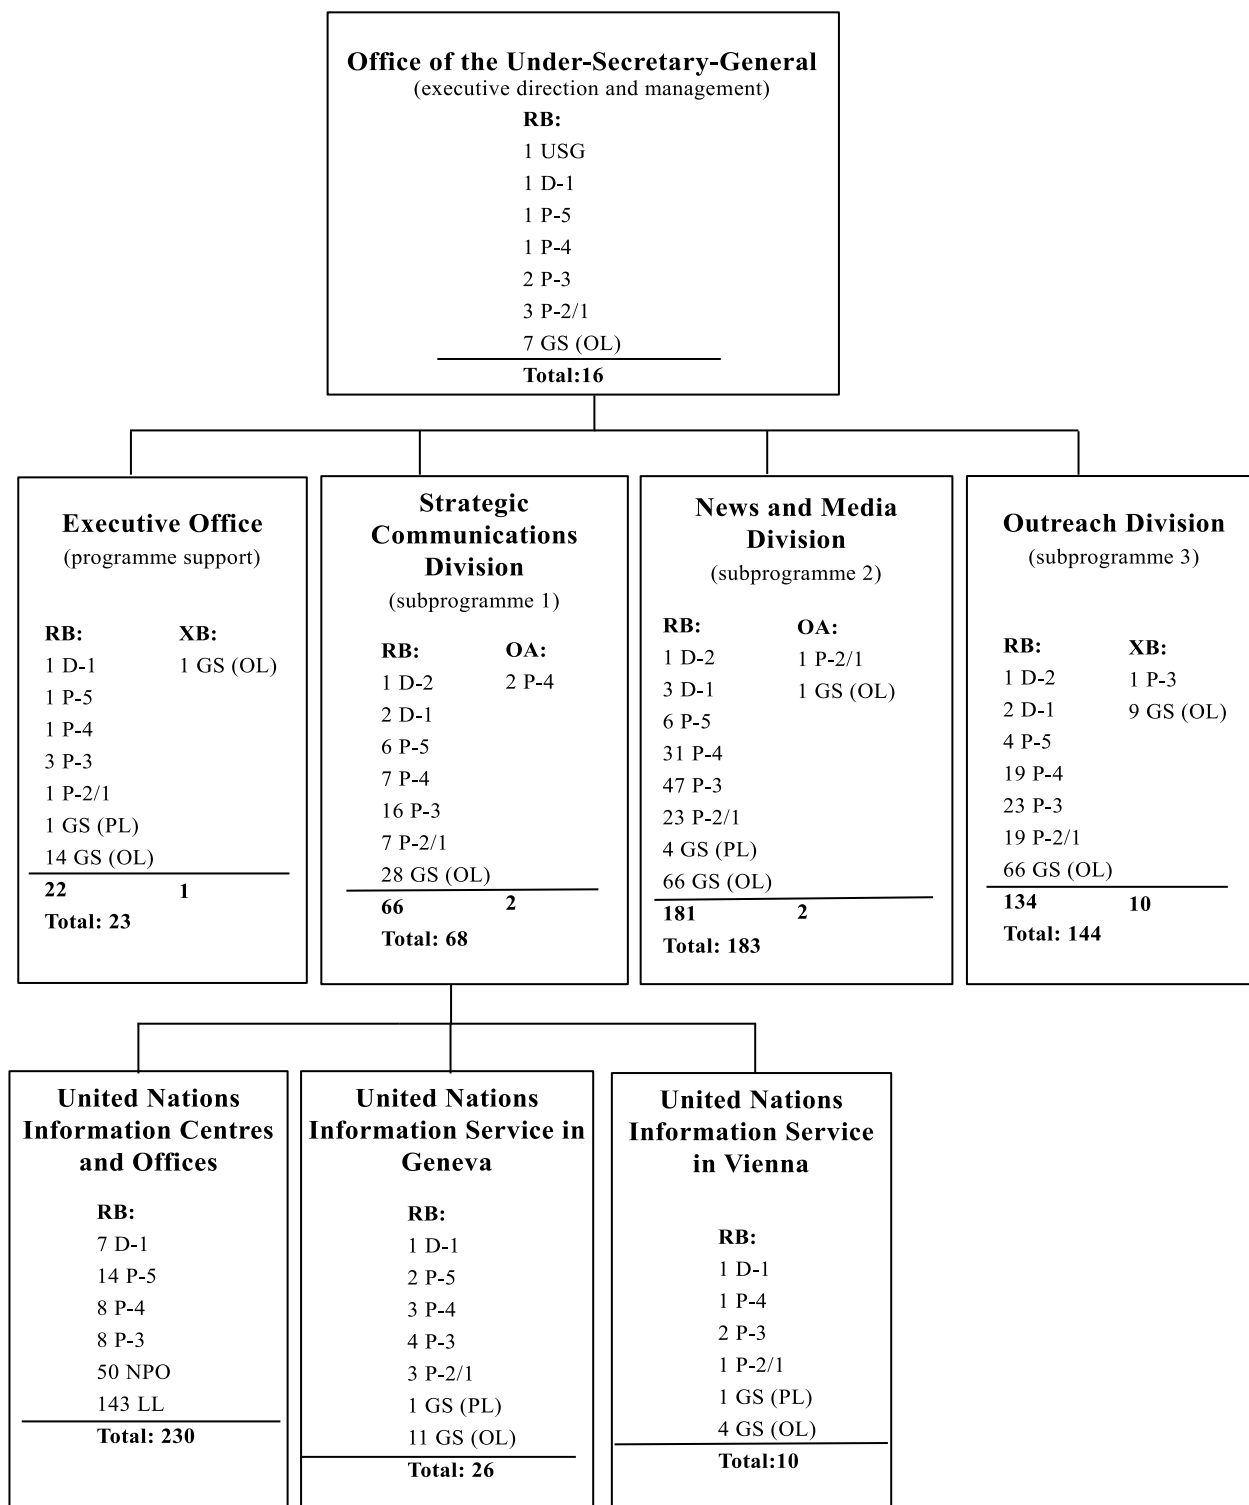 Office of the Under-Secretary-General
(executive direction and management)
RB:
1 USG
1 D-1
1 P-5
1 P-4
2 P-3
3 P-2/1
7 GS (OL)
Total:16
Executive Office
(programme support)
RB: XB:
1 D-1 1 GS (OL)
1 P-5
1 P-4
3 P-3
1 P-2/1
1 GS (PL)
14 GS (OL)
22 1
Total: 23
Strategic
Communications
Division
(subprogramme 1)
RB: OA:
1 D-2 2 P-4
2 D-1
6 P-5
7 P-4
16 P-3
7 P-2/1
28 GS (OL)
66 2
Total: 68
News and Media
Division
(subprogramme 2)
RB: OA:
1 D-2 1 P-2/1
3 D-1 1 GS (OL)
6 P-5
31 P-4
47 P-3
23 P-2/1
4 GS (PL)
66 GS (OL)
181 2
Total: 183
Outreach Division
(subprogramme 3)
RB: XB:
1 D-2 1 P-3
2 D-1 9 GS (OL)
4 P-5
19 P-4
23 P-3
19 P-2/1
66 GS (OL)
134 10
Total: 144
United Nations
Information Centres
and Offices
RB:
7 D-1
14 P-5
8 P-4
8 P-3
50 NPO
143 LL
Total: 230
United Nations
Information Service in
Geneva
RB:
1 D-1
2 P-5
3 P-4
4 P-3
3 P-2/1
1 GS (PL)
11 GS (OL)
Total: 26
United Nations
Information Service
in Vienna
RB:
1 D-1
1 P-4
2 P-3
1 P-2/1
1 GS (PL)
4 GS (OL)
Total:10